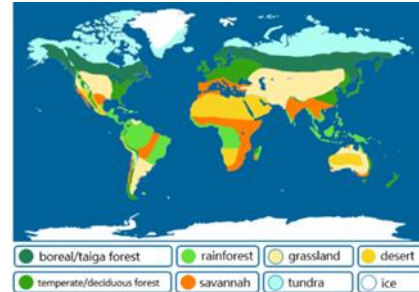 boreal/taiga forest rainforest grassland desert
temperate/deciduous forest savannah tundra ice